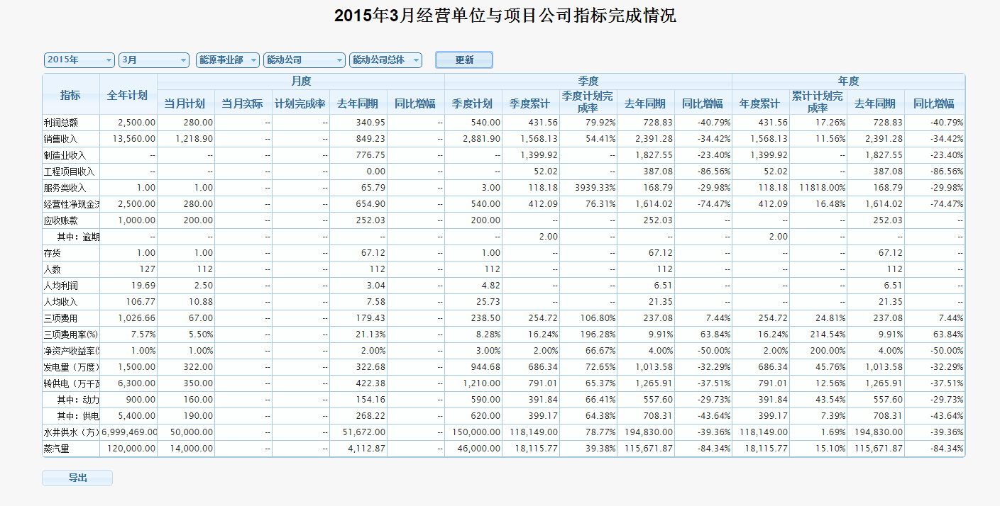 2015年3月经营单位与项目公司指标完成情况
2015年 3月 能源事业部 能动公司 能动公司总体 更新
指标 全年计划 月度 季度 年度
当月计划 当月实际 计划完成率 去年同期 同比增幅 季度计划 季度累计 季度计划完成率 去年同期 同比增幅 年度累计 累计计划完成率 去年同期 同比增幅
利润总额 2,500.00 280.00 -- -- 340.95 -- 540.00 431.56 79.92% 728.83 -40.79% 431.56 17.26% 728.83 -40.79%
销售收入 13,560.00 1,218.90 -- -- 849.23 -- 2,881.90 1,568.13 54.41% 2,391.28 -34.42% 1,568.13 11.56% 2,391.28 -34.42%
制造业收入 -- -- -- -- 776.75 -- -- 1,399.92 -- 1,827.55 -23.40% 1,399.92 -- 1,827.55 -23.40%
工程项目收入 -- -- -- -- 0.00 -- -- 52.02 -- 387.08 -86.56% 52.02 -- 387.08 -86.56%
服务类收入 1.00 1.00 -- -- 65.79 -- 3.00 118.18 3939.33% 168.79 -29.98% 118.18 11818.00% 168.79 -29.98%
经营性净现金流 2,500.00 280.00 -- -- 654.90 -- 540.00 412.09 76.31% 1,614.02 -74.47% 412.09 16.48% 1,614.02 -74.47%
应收账款 1,000.00 200.00 -- -- 252.03 -- 200.00 -- -- 252.03 -- -- -- 252.03 --
其中：逾期 -- -- -- -- -- -- -- 2.00 -- -- -- 2.00 -- -- --
存货 1.00 1.00 -- -- 67.12 -- 1.00 -- -- 67.12 -- -- -- 67.12 --
人数 127 112 -- -- 112 -- 112 -- -- 112 -- -- -- 112 --
人均利润 19.69 2.50 -- -- 3.04 -- 4.82 -- -- 6.51 -- -- -- 6.51 --
人均收入 106.77 10.88 -- -- 7.58 -- 25.73 -- -- 21.35 -- -- -- 21.35 --
三项费用 1,026.66 67.00 -- -- 179.43 -- 238.50 254.72 106.80% 237.08 7.44% 254.72 24.81% 237.08 7.44%
三项费用率(%) 7.57% 5.50% -- -- 21.13% -- 8.28% 16.24% 196.28% 9.91% 63.84% 16.24% 214.54% 9.91% 63.84%
净资产收益率(% 1.00% 1.00% -- -- 2.00% -- 3.00% 2.00% 66.67% 4.00% -50.00% 2.00% 200.00% 4.00% -50.00%
发电量（万度） 1,500.00 322.00 -- -- 322.68 -- 944.68 686.34 72.65% 1,013.58 -32.29% 686.34 45.76% 1,013.58 -32.29%
转供电（万千瓦 6,300.00 350.00 -- -- 422.38 -- 1,210.00 791.01 65.37% 1,265.91 -37.51% 791.01 12.56% 1,265.91 -37.51%
其中：动力 900.00 160.00 -- -- 154.16 -- 590.00 391.84 66.41% 557.60 -29.73% 391.84 43.54% 557.60 -29.73%
其中：供电 5,400.00 190.00 -- -- 268.22 -- 620.00 399.17 64.38% 708.31 -43.64% 399.17 7.39% 708.31 -43.64%
水井供水（方） 6,999,469.00 50,000.00 -- -- 51,672.00 -- 150,000.00 118,149.00 78.77% 194,830.00 -39.36% 118,149.00 1.69% 194,830.00 -39.36%
蒸汽量 120,000.00 14,000.00 -- -- 4,112.87 -- 46,000.00 18,115.77 39.38% 115,671.87 -84.34% 18,115.77 15.10% 115,671.87 -84.34%
导出